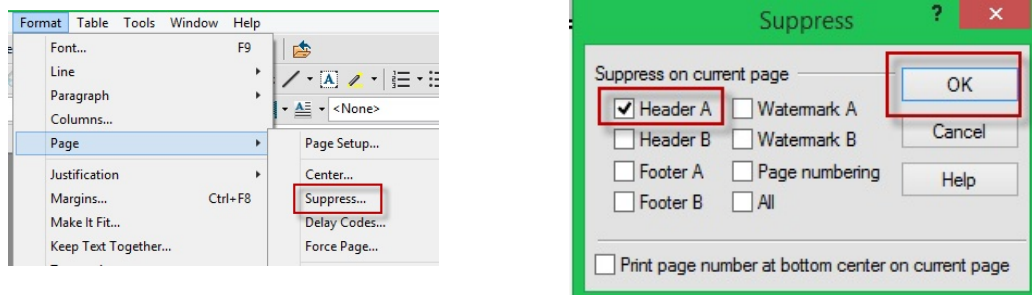 Format Table Tools Window Help
Font... F9
Line
Paragraph
Columns...
Page
Justification
Margins... Ctrl+F8
Make It Fit...
Keep Text Together...
A
<None>
Page Setup...
Center...
Suppress...
Delay Codes...
Force Page...
Suppress ?
Suppress on current page
Header A Watermark A
Header B Watermark B
Footer A Page numbering
Footer B All
Print page number at bottom center on current page
OK
Cancel
Help